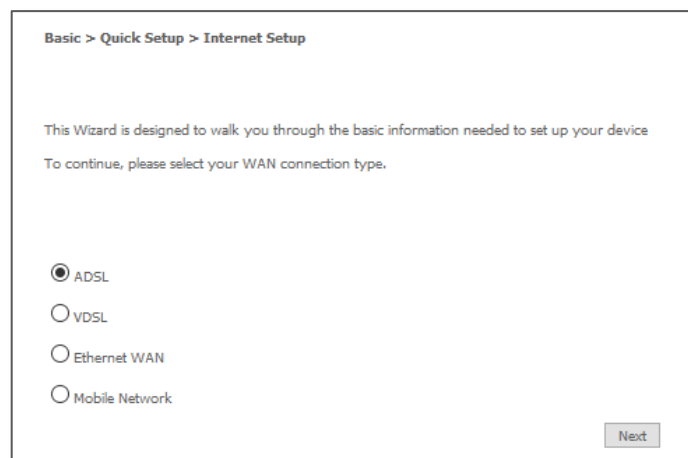 Basic > Quick Setup > Internet Setup
This Wizard is designed to walk you through the basic information needed to set up your device
To continue, please select your WAN connection type.
ADSL
VDSL
Ethernet WAN
Mobile Network
Next